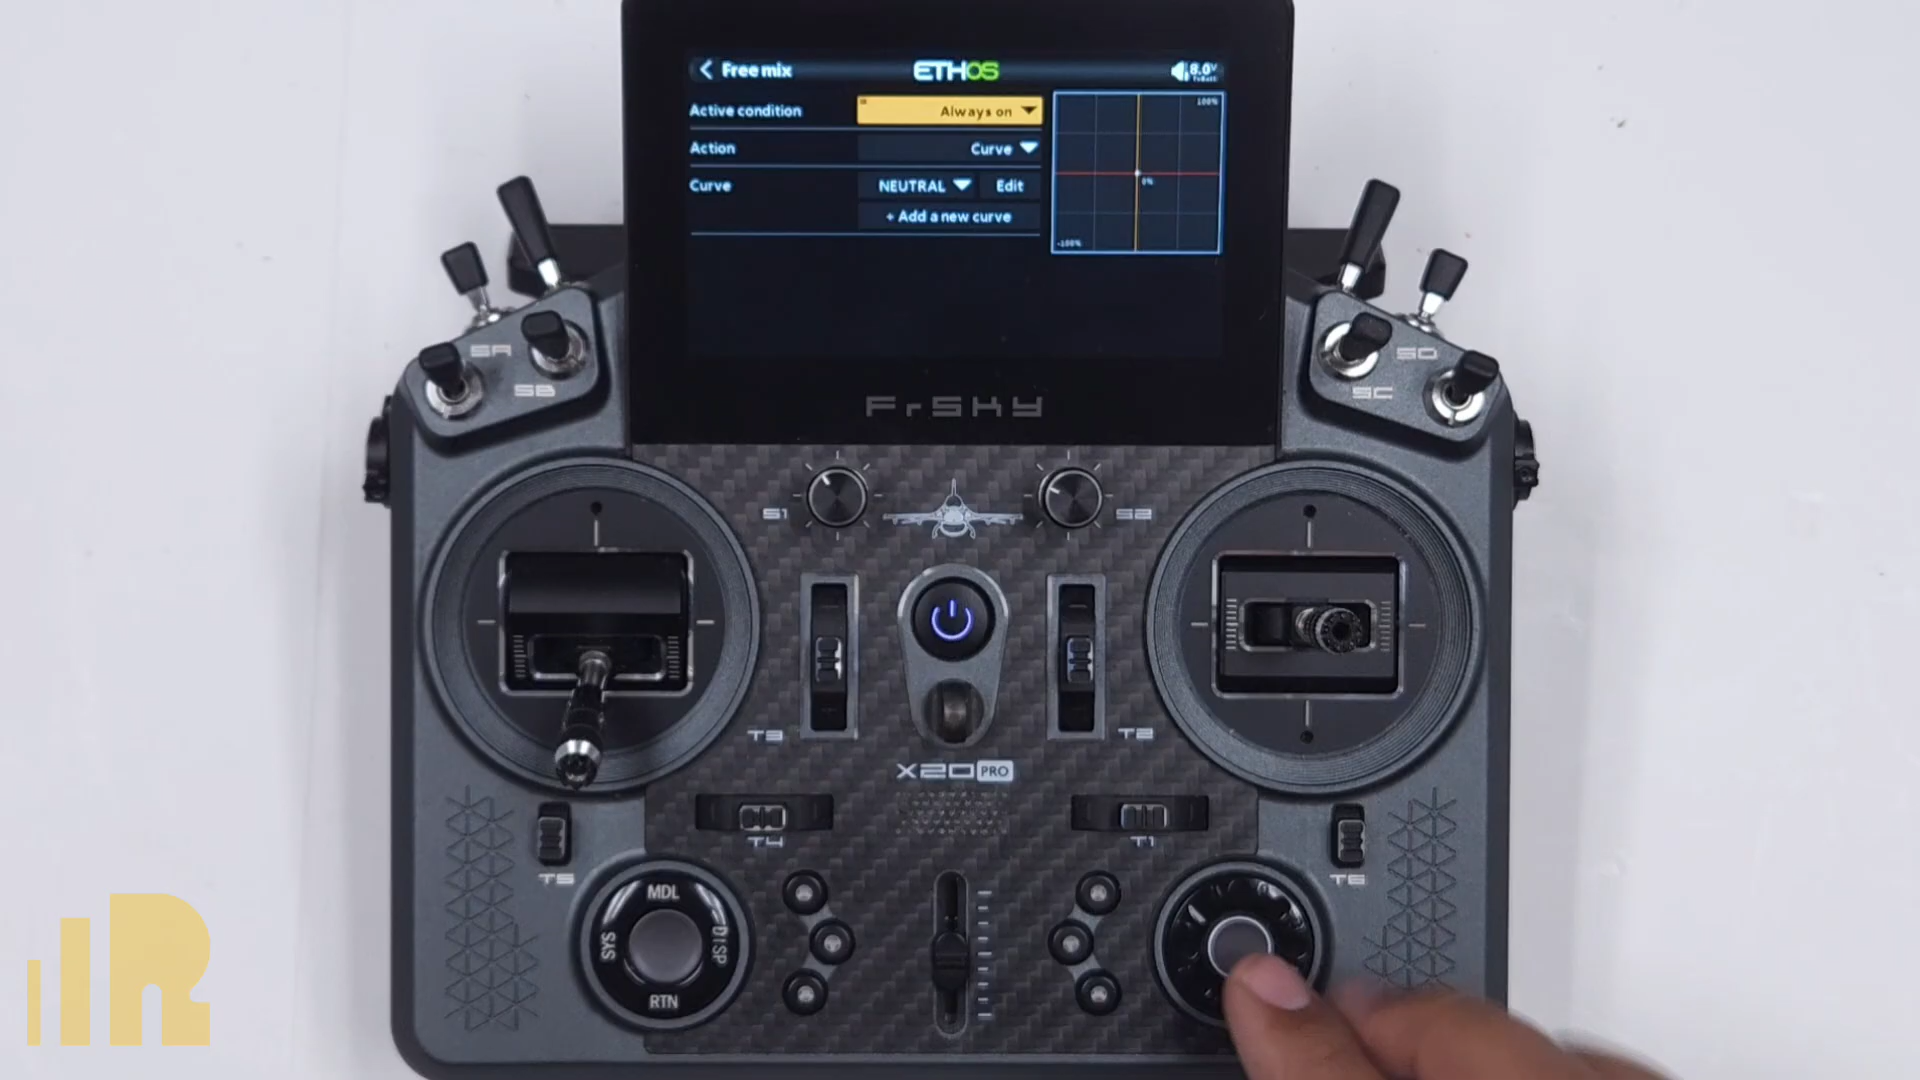 Free mix
ETHOS
8.0V
TxBatt
Active condition
Always on
100%
Action
Curve
Curve
NEUTRAL
Edit
0%
+ Add a new curve
-100%
FrSKY
SA
SB
SD
SC
S1
S2
T3
T2
X20 PRO
T4
T1
T5
T6
MDL
SYS
DISP
RTN
R